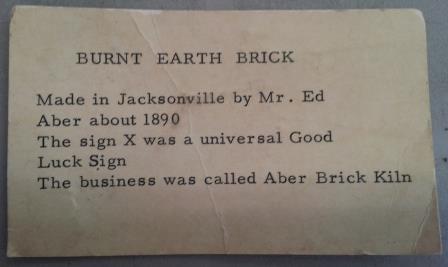 BURNT EARTH BRICK
Made in Jacksonville by Mr. Ed
Aber about 1890
The sign X was a universal Good
Luck Sign
The business was called Aber Brick Kiln